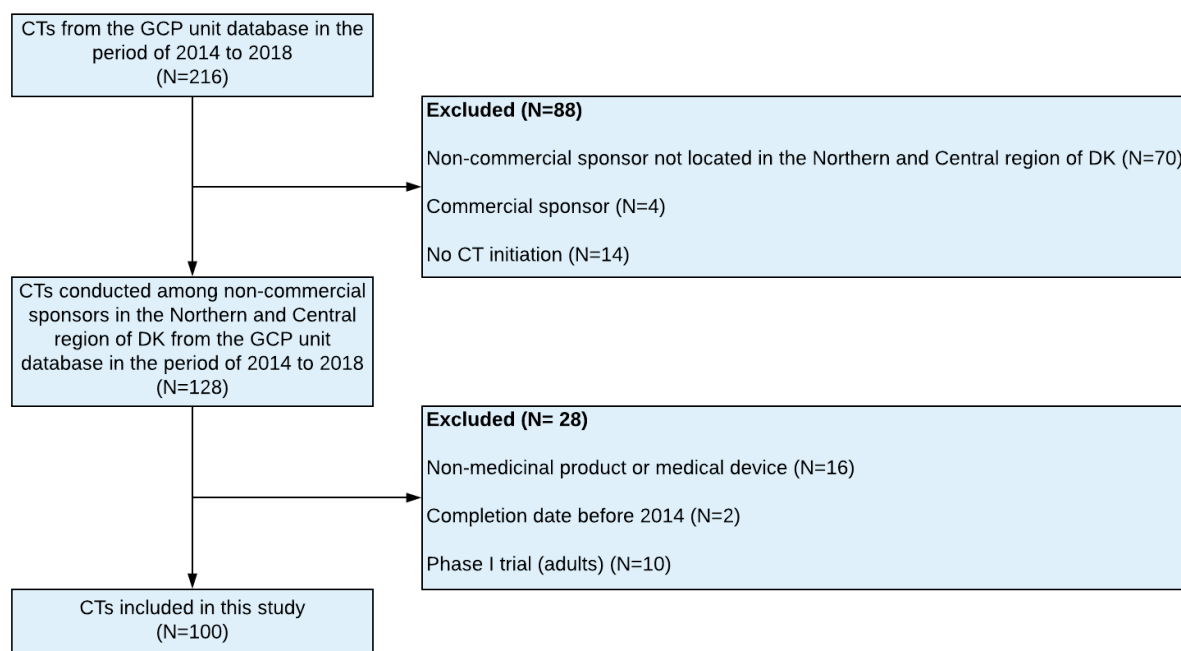 CTs from the GCP unit database in the
period of 2014 to 2018
(N=216)
Excluded (N=88)
Non-commercial sponsor not located in the Northern and Central region of DK (N=70)
Commercial sponsor (N=4)
No CT initiation (N=14)
CTs conducted among non-commercial
sponsors in the Northern and Central
region of DK from the GCP unit
database in the period of 2014 to 2018
(N=128)
Excluded (N= 28)
Non-medicinal product or medical device (N=16)
Completion date before 2014 (N=2)
Phase I trial (adults) (N=10)
CTs included in this study
(N=100)